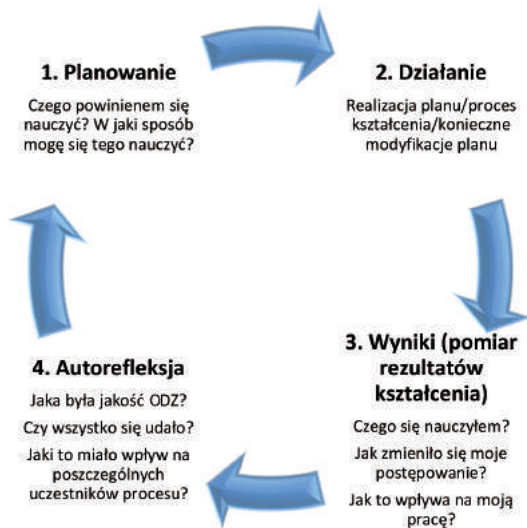 1. Planowanie
Czego powinienem się
nauczyć? W jaki sposób
mogę się tego nauczyć?
2. Działanie
Realizacja planu/proces
kształcenia/konieczne
modyfikacje planu
3. Wyniki (pomiar
rezultatów
kształcenia)
Czego się nauczyłem?
Jak zmieniło się moje
postępowanie?
Jak to wpływa na moją
pracę?
4. Autorefleksja
Jaka była jakość ODZ?
Czy wszystko się udało?
Jaki to miało wpływ na
poszczególnych
uczestników procesu?